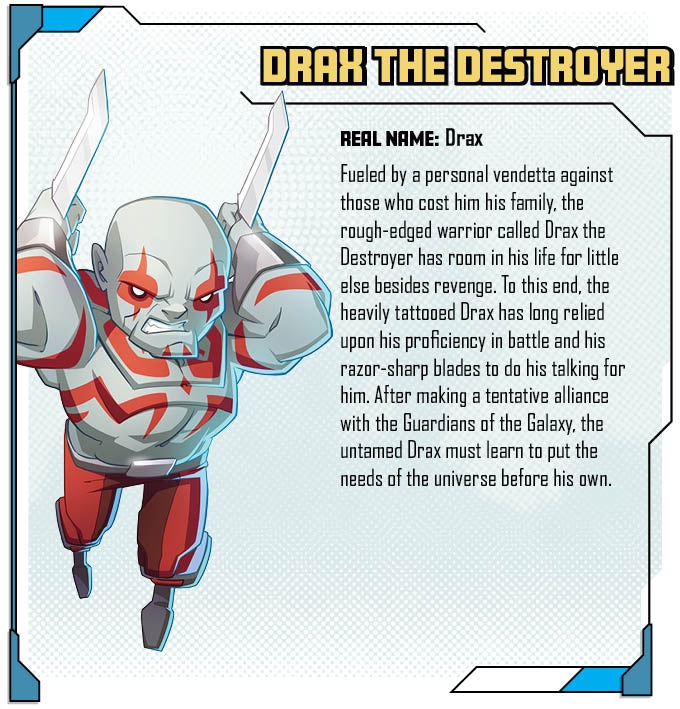 DRAX THE DESTROYER
REAL NAME: Drax
Fueled by a personal vendetta against
those who cost him his family, the
rough-edged warrior called Drax the
Destroyer has room in his life for little
else besides revenge. To this end, the
heavily tattooed Drax has long relied
upon his proficiency in battle and his
razor-sharp blades to do his talking for
him. After making a tentative alliance
with the Guardians of the Galaxy, the
untamed Drax must learn to put the
needs of the universe before his own.